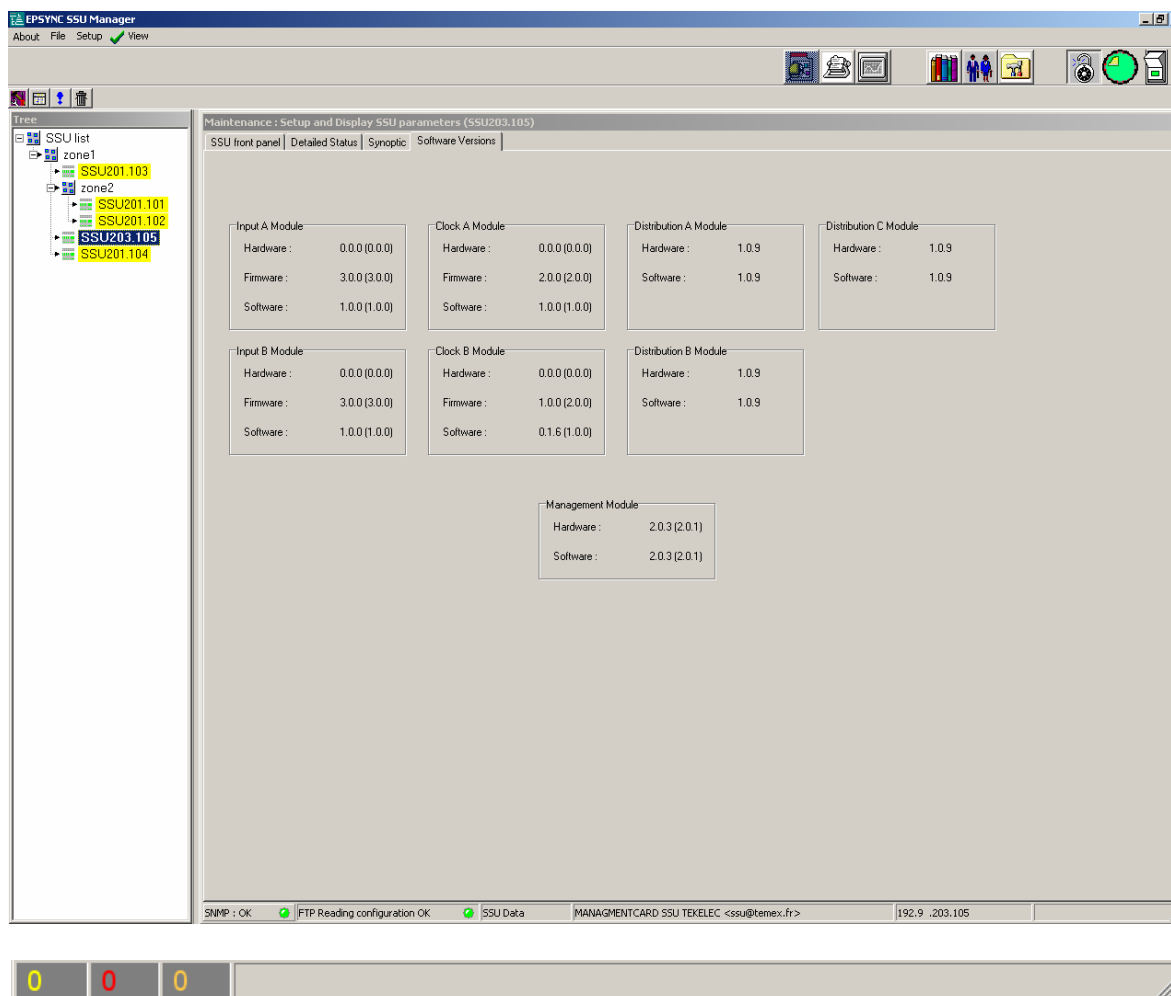 EPSYNC SSU Manager
About File Setup View
Tree
SSU list
zone1
SSU201.103
zone2
SSU201.101
SSU201.102
SSU203.105
SSU201.104
Maintenance : Setup and Display SSU parameters (SSU203.105)
SSU front panel Detailed Status Synoptic Software Versions
Input A Module
Hardware : 0.0.0 (0.0.0)
Firmware : 3.0.0 (3.0.0)
Software : 1.0.0 (1.0.0)
Clock A Module
Hardware : 0.0.0 (0.0.0)
Firmware : 2.0.0 (2.0.0)
Software : 1.0.0 (1.0.0)
Distribution A Module
Hardware : 1.0.9
Software : 1.0.9
Distribution C Module
Hardware : 1.0.9
Software : 1.0.9
Input B Module
Hardware : 0.0.0 (0.0.0)
Firmware : 3.0.0 (3.0.0)
Software : 1.0.0 (1.0.0)
Clock B Module
Hardware : 0.0.0 (0.0.0)
Firmware : 1.0.0 (2.0.0)
Software : 0.1.6 (1.0.0)
Distribution B Module
Hardware : 1.0.9
Software : 1.0.9
Management Module
Hardware : 2.0.3 (2.0.1)
Software : 2.0.3 (2.0.1)
SNMP : OK FTP Reading configuration OK SSU Data MANAGMENTCARD SSU TEKELEC <ssu@temex.fr> 192.9 .203.105
0 0 0